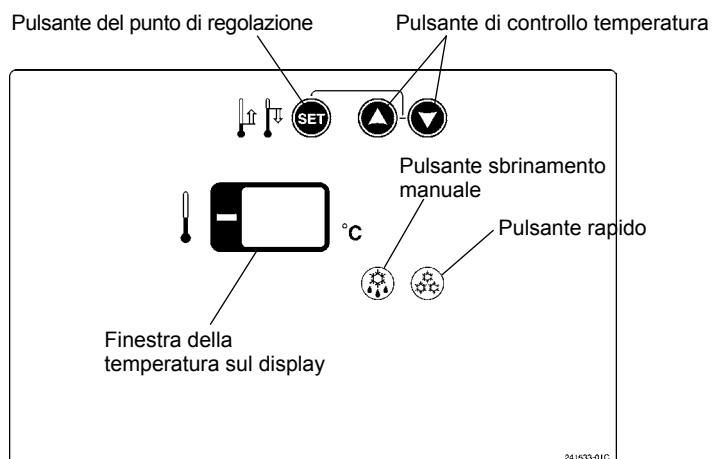 Pulsante del punto di regolazione
Pulsante di controllo temperatura
SET
Pulsante sbrinamento
manuale
°C
Pulsante rapido
Finestra della
temperatura sul display
241533-01C